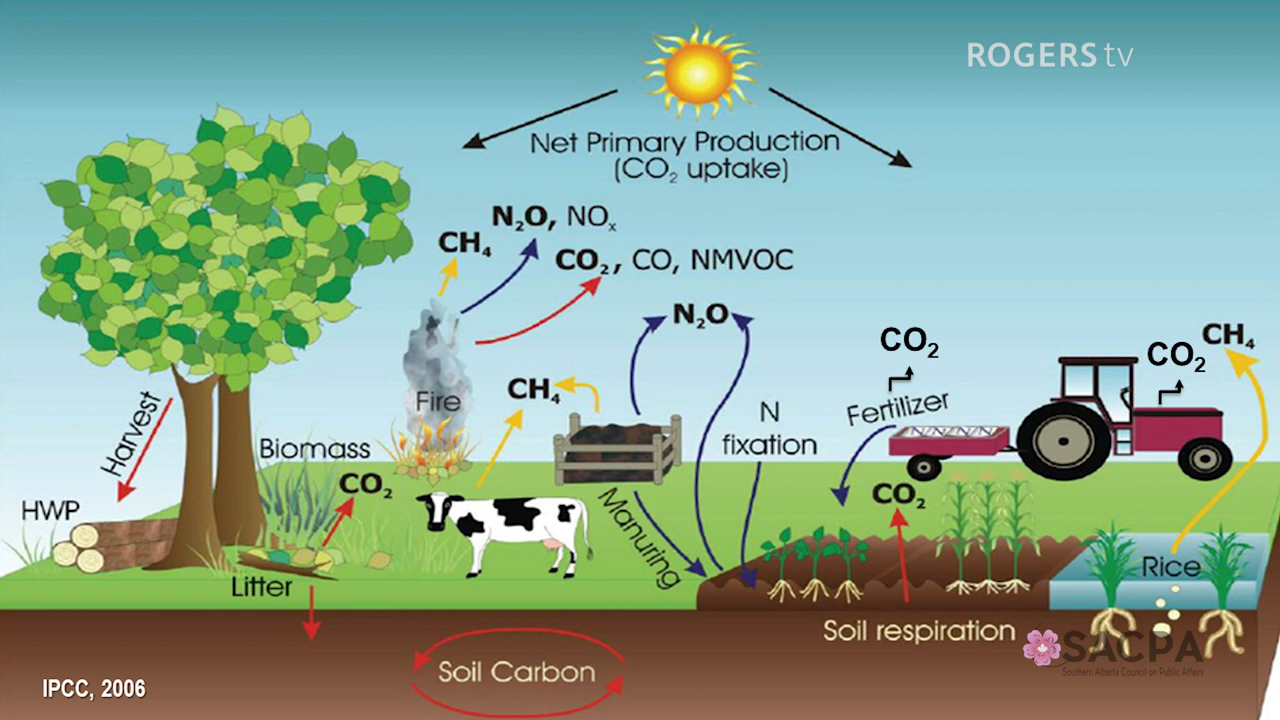 ROGERS tv
Net Primary Production
(CO₂ uptake)
N₂O, NOₓ
CH₄
CO₂, CO, NMVOC
N₂O
CO₂
CO₂
CH₄
Fire
CH₄
N
fixation
Fertilizer
Harvest
Biomass
CO₂
CO₂
HWP
Manuring
Litter
Rice
Soil respiration
SACPA
Southern Alberta Council on Public Affairs
Soil Carbon
IPCC, 2006